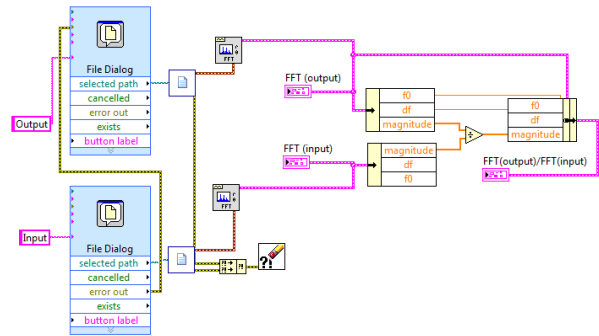 File Dialog
selected path
cancelled
error out
exists
button label
Output
FFT
FFT (output)
f0
df
magnitude
f0
df
magnitude
FFT (input)
magnitude
df
f0
FFT(output)/FFT(input)
FFT
File Dialog
selected path
cancelled
error out
exists
button label
Input
?!